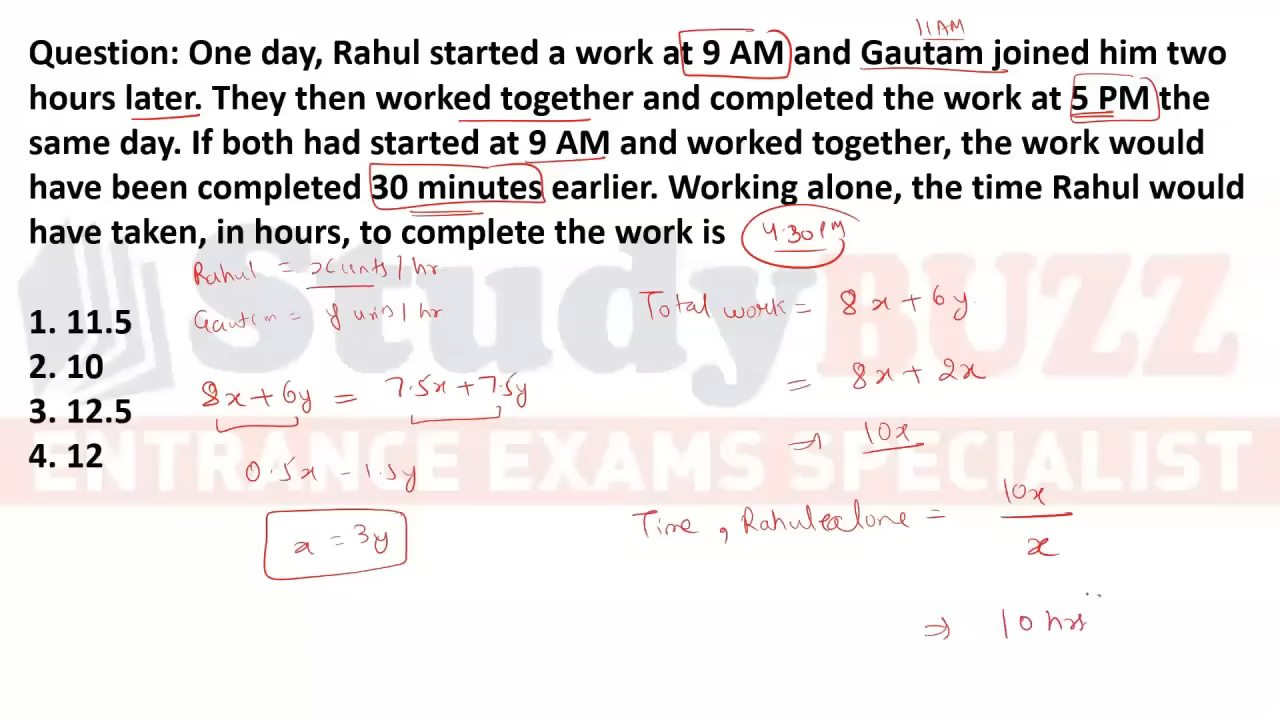 11 AM
Question: One day, Rahul started a work at 9 AM and Gautam joined him two
hours later. They then worked together and completed the work at 5 PM the
same day. If both had started at 9 AM and worked together, the work would
have been completed 30 minutes earlier. Working alone, the time Rahul would
have taken, in hours, to complete the work is
4.30 PM
Rahul = x units / hr
Gautam = y units / hr
1. 11.5
2. 10
3. 12.5
4. 12
8x + 6y = 7.5x + 7.5y
0.5x - 1.5y
x = 3y
Total work = 8x + 6y
= 8x + 2x
⇒ 10x
Time, Rahul alone = 10x / x
⇒ 10 hrs
Study BUZZ
ENTRANCE EXAMS SPECIALIST